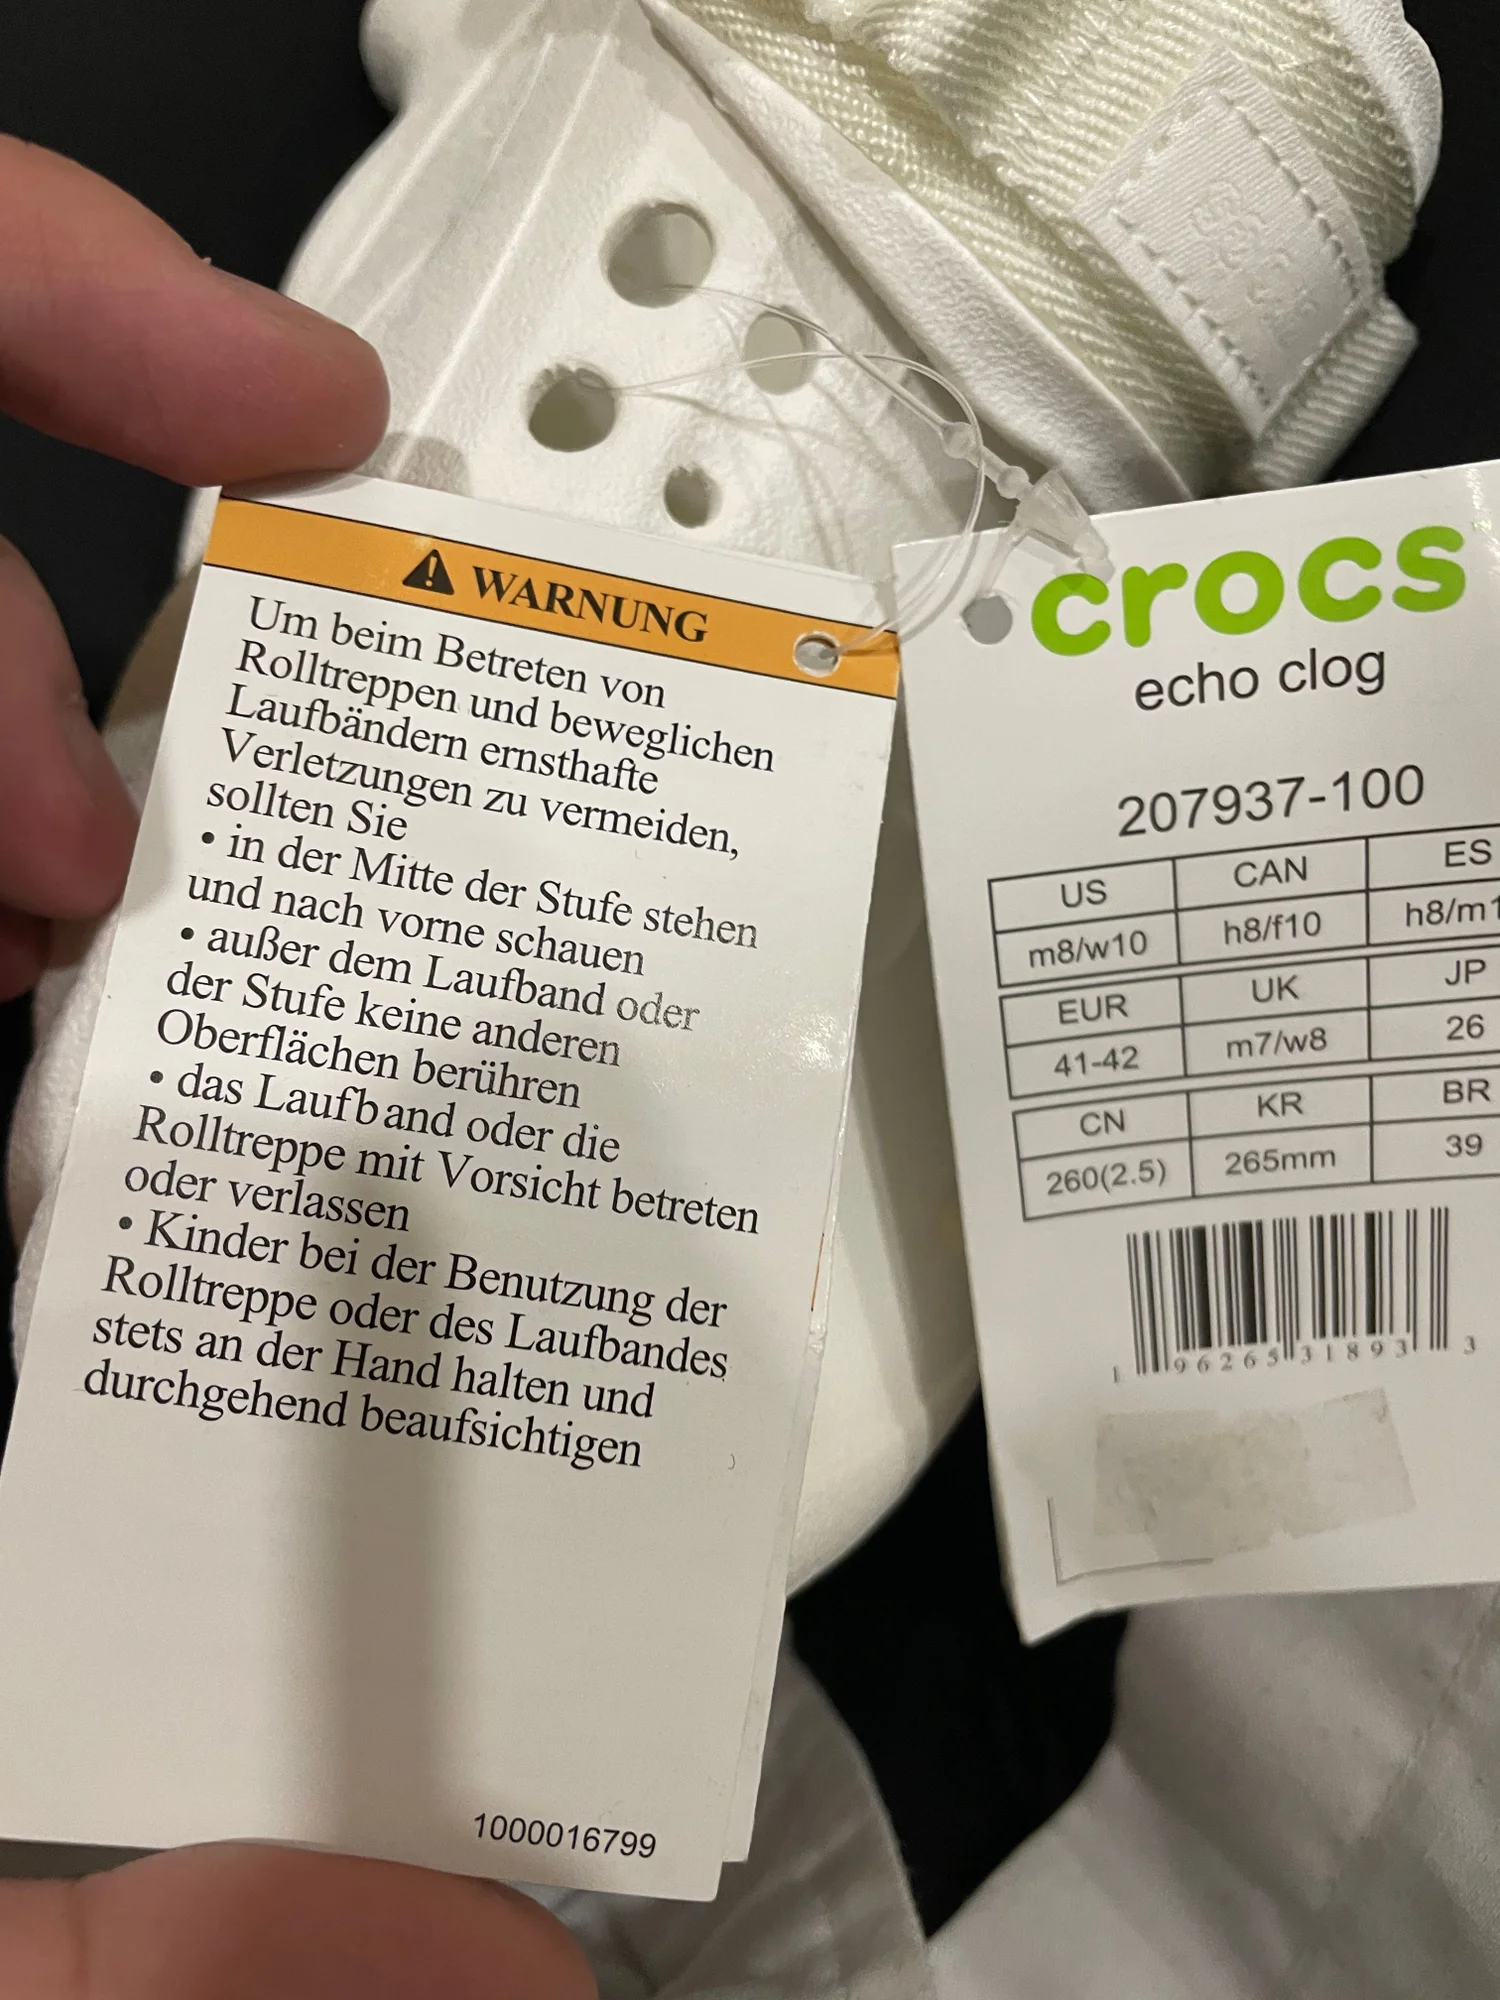 WARNUNG
Um beim Betreten von
Rolltreppen und beweglichen
Laufbändern ernsthafte
Verletzungen zu vermeiden,
sollten Sie
• in der Mitte der Stufe stehen
und nach vorne schauen
• außer dem Laufband oder
der Stufe keine anderen
Oberflächen berühren
• das Laufband oder die
Rolltreppe mit Vorsicht betreten
oder verlassen
• Kinder bei der Benutzung der
Rolltreppe oder des Laufbandes
stets an der Hand halten und
durchgehend beaufsichtigen
1000016799
crocs
echo clog
207937-100
US CAN ES
m8/w10 h8/f10
EUR UK JP
41-42 m7/w8 26
CN KR BR
260(2.5) 265mm 39
1 96265 31893 3